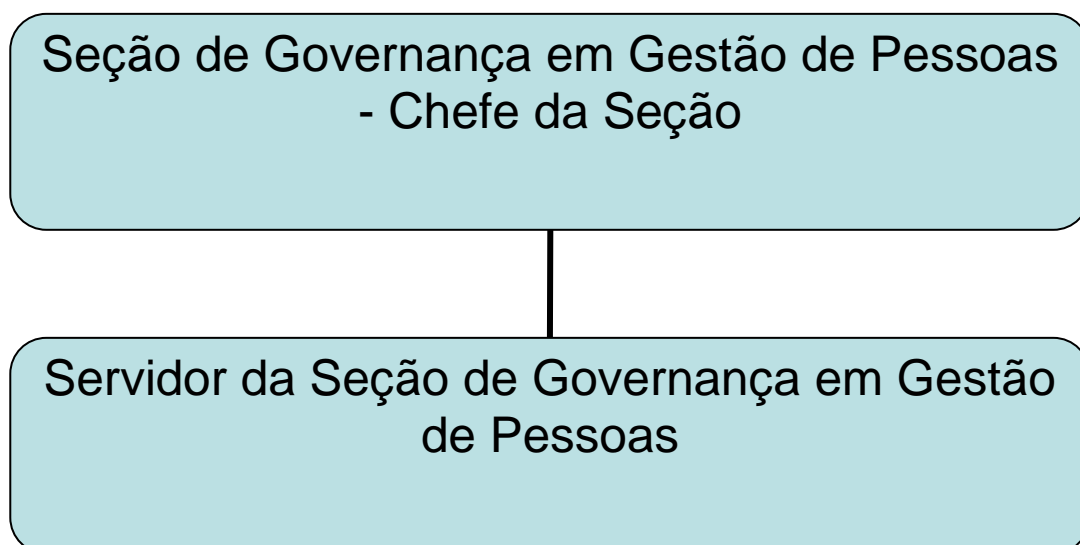 Seção de Governança em Gestão de Pessoas
- Chefe da Seção
Servidor da Seção de Governança em Gestão
de Pessoas